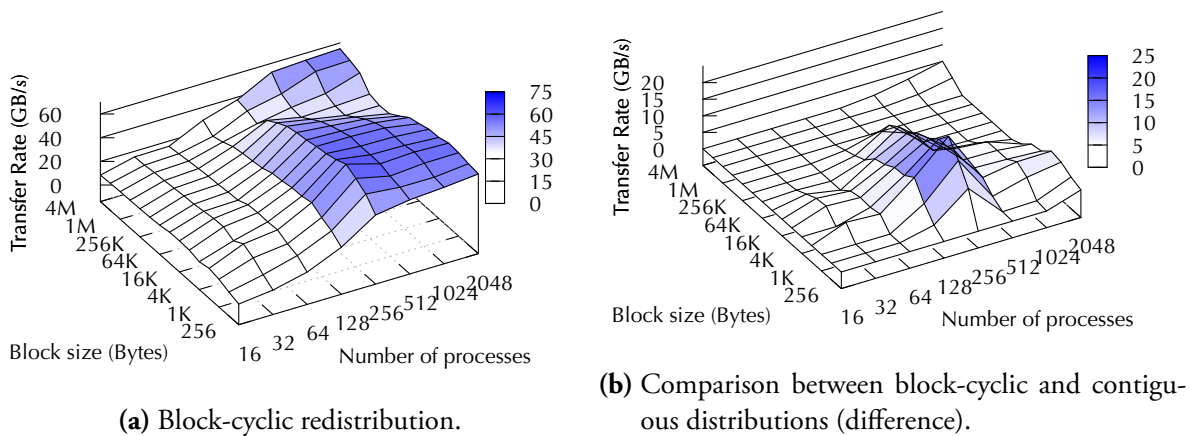 Transfer Rate (GB/s)
60
40
20
0
4M
1M
256K
64K
16K
4K
1K
256
Block size (Bytes)
16
32
64
128
256
512
1024
2048
Number of processes
75
60
45
30
15
0
(a) Block-cyclic redistribution.
Transfer Rate (GB/s)
20
15
10
5
0
4M
1M
256K
64K
16K
4K
1K
256
Block size (Bytes)
16
32
64
128
256
512
1024
2048
Number of processes
25
20
15
10
5
0
(b) Comparison between block-cyclic and contigu-
ous distributions (difference).